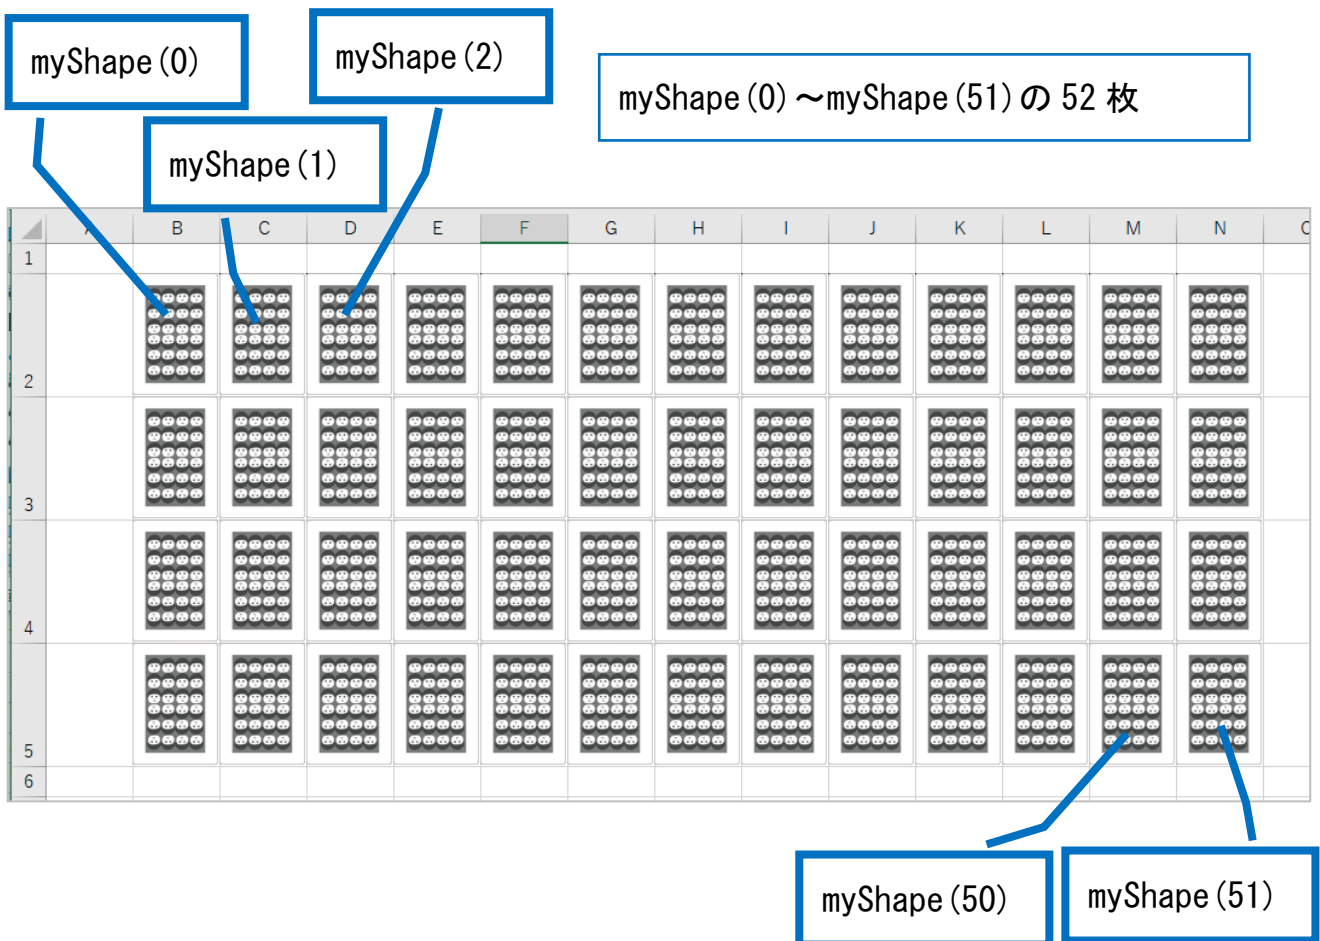 myShape(0)
myShape(2)
myShape(0)～myShape(51)の 52 枚
myShape(1)
A B C D E F G H I J K L M N
1
2
3
4
5
6
myShape(50)
myShape(51)